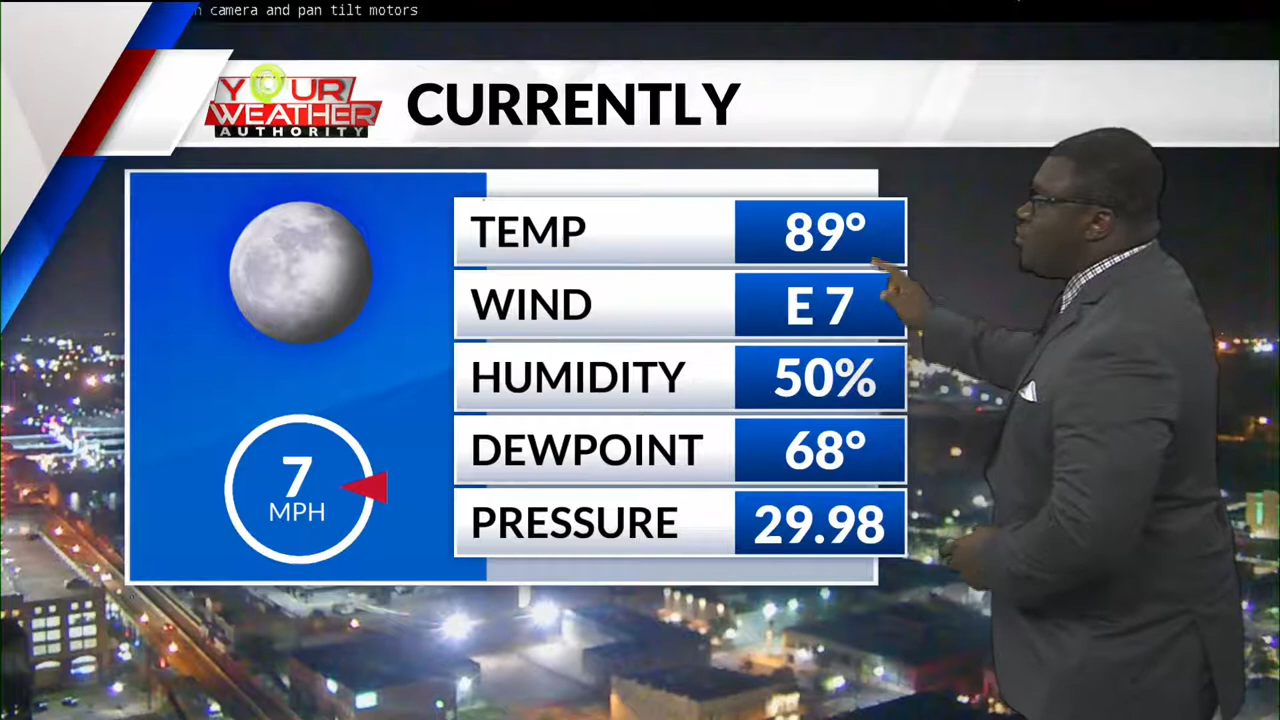 camera and pan tilt motors
YOUR
WEATHER
AUTHORITY
CURRENTLY
TEMP 89°
WIND E 7
HUMIDITY 50%
DEWPOINT 68°
PRESSURE 29.98
7
MPH